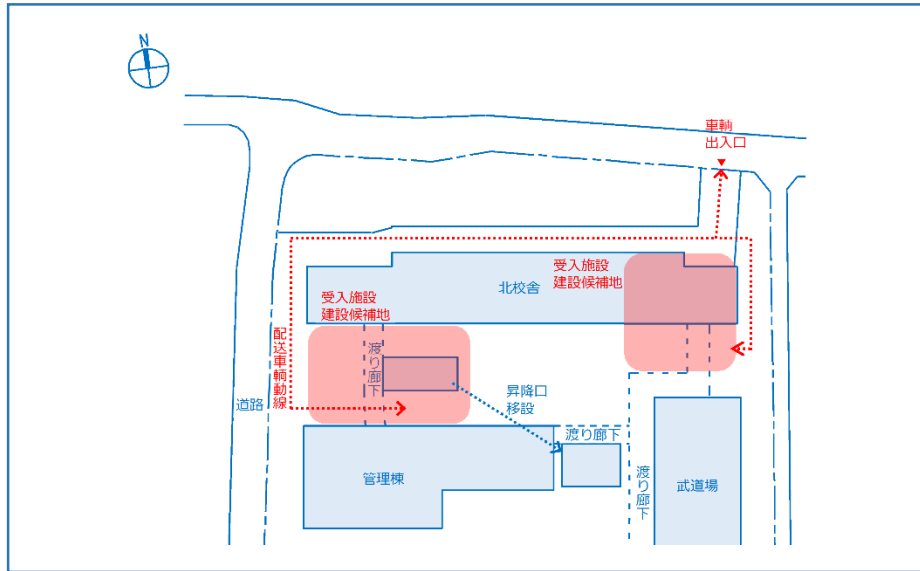 N
車輌
出入口
受入施設
建設候補地
北校舎
受入施設
建設候補地
配送車輌動線
渡り廊下
道路
昇降口
移設
渡り廊下
管理棟
渡り廊下
武道場